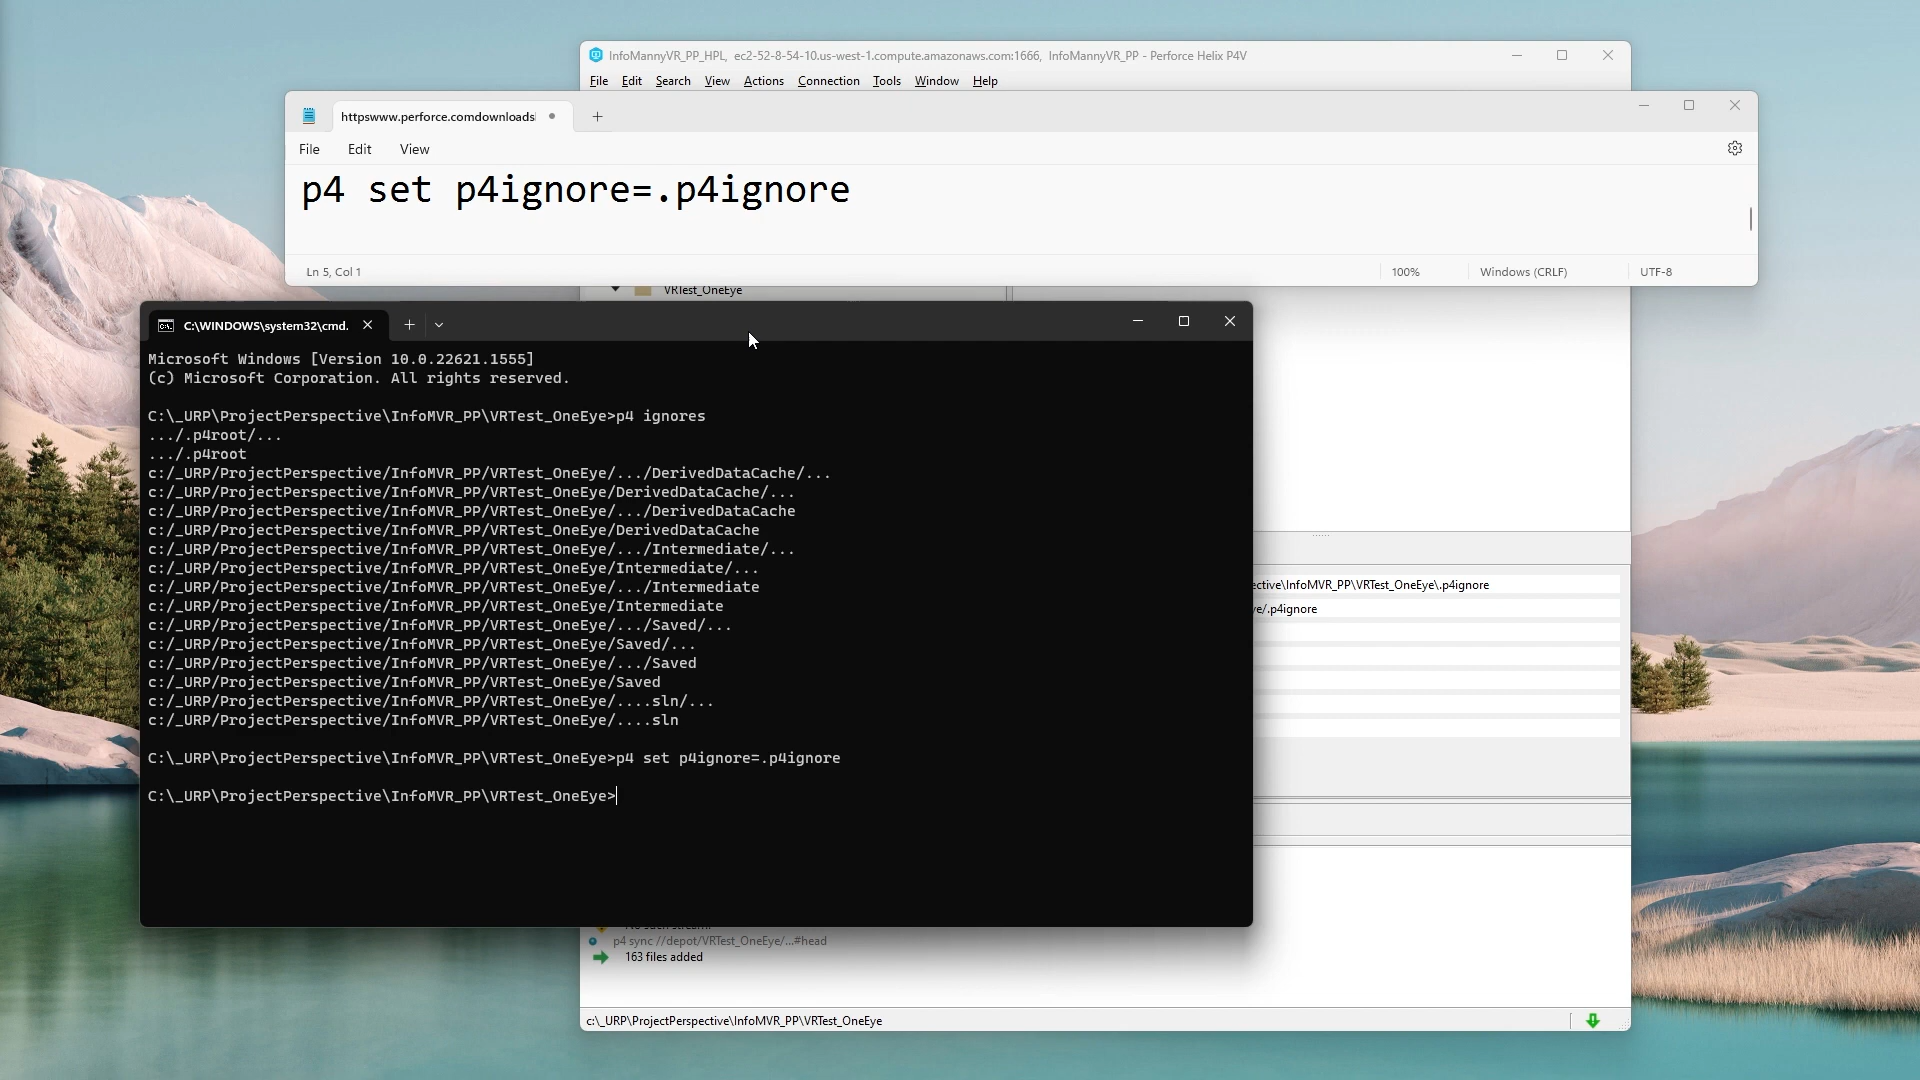 InfoMannyVR_PP_HPL, ec2-52-8-54-10.us-west-1.compute.amazonaws.com:1666, InfoMannyVR_PP - Perforce Helix P4V
File Edit Search View Actions Connection Tools Window Help
httpswww.perforce.comdownloads
File Edit View
p4 set p4ignore=.p4ignore
Ln 5, Col 1 100% Windows (CRLF) UTF-8
VRTest_OneEye
C:\WINDOWS\system32\cmd.
Microsoft Windows [Version 10.0.22621.1555]
(c) Microsoft Corporation. All rights reserved.
C:\_URP\ProjectPerspective\InfoMVR_PP\VRTest_OneEye>p4 ignores
.../.p4root/...
.../.p4root
c:/_URP/ProjectPerspective/InfoMVR_PP/VRTest_OneEye/.../DerivedDataCache/...
c:/_URP/ProjectPerspective/InfoMVR_PP/VRTest_OneEye/DerivedDataCache/...
c:/_URP/ProjectPerspective/InfoMVR_PP/VRTest_OneEye/.../DerivedDataCache
c:/_URP/ProjectPerspective/InfoMVR_PP/VRTest_OneEye/DerivedDataCache
c:/_URP/ProjectPerspective/InfoMVR_PP/VRTest_OneEye/.../Intermediate/...
c:/_URP/ProjectPerspective/InfoMVR_PP/VRTest_OneEye/Intermediate/...
c:/_URP/ProjectPerspective/InfoMVR_PP/VRTest_OneEye/.../Intermediate
c:/_URP/ProjectPerspective/InfoMVR_PP/VRTest_OneEye/Intermediate
c:/_URP/ProjectPerspective/InfoMVR_PP/VRTest_OneEye/.../Saved/...
c:/_URP/ProjectPerspective/InfoMVR_PP/VRTest_OneEye/Saved/...
c:/_URP/ProjectPerspective/InfoMVR_PP/VRTest_OneEye/.../Saved
c:/_URP/ProjectPerspective/InfoMVR_PP/VRTest_OneEye/Saved
c:/_URP/ProjectPerspective/InfoMVR_PP/VRTest_OneEye/....sln/...
c:/_URP/ProjectPerspective/InfoMVR_PP/VRTest_OneEye/....sln
C:\_URP\ProjectPerspective\InfoMVR_PP\VRTest_OneEye>p4 set p4ignore=.p4ignore
C:\_URP\ProjectPerspective\InfoMVR_PP\VRTest_OneEye>
ective\InfoMVR_PP\VRTest_OneEye\.p4ignore
ye/.p4ignore
p4 sync //depot/VRTest_OneEye/...#head
163 files added
c:\_URP\ProjectPerspective\InfoMVR_PP\VRTest_OneEye